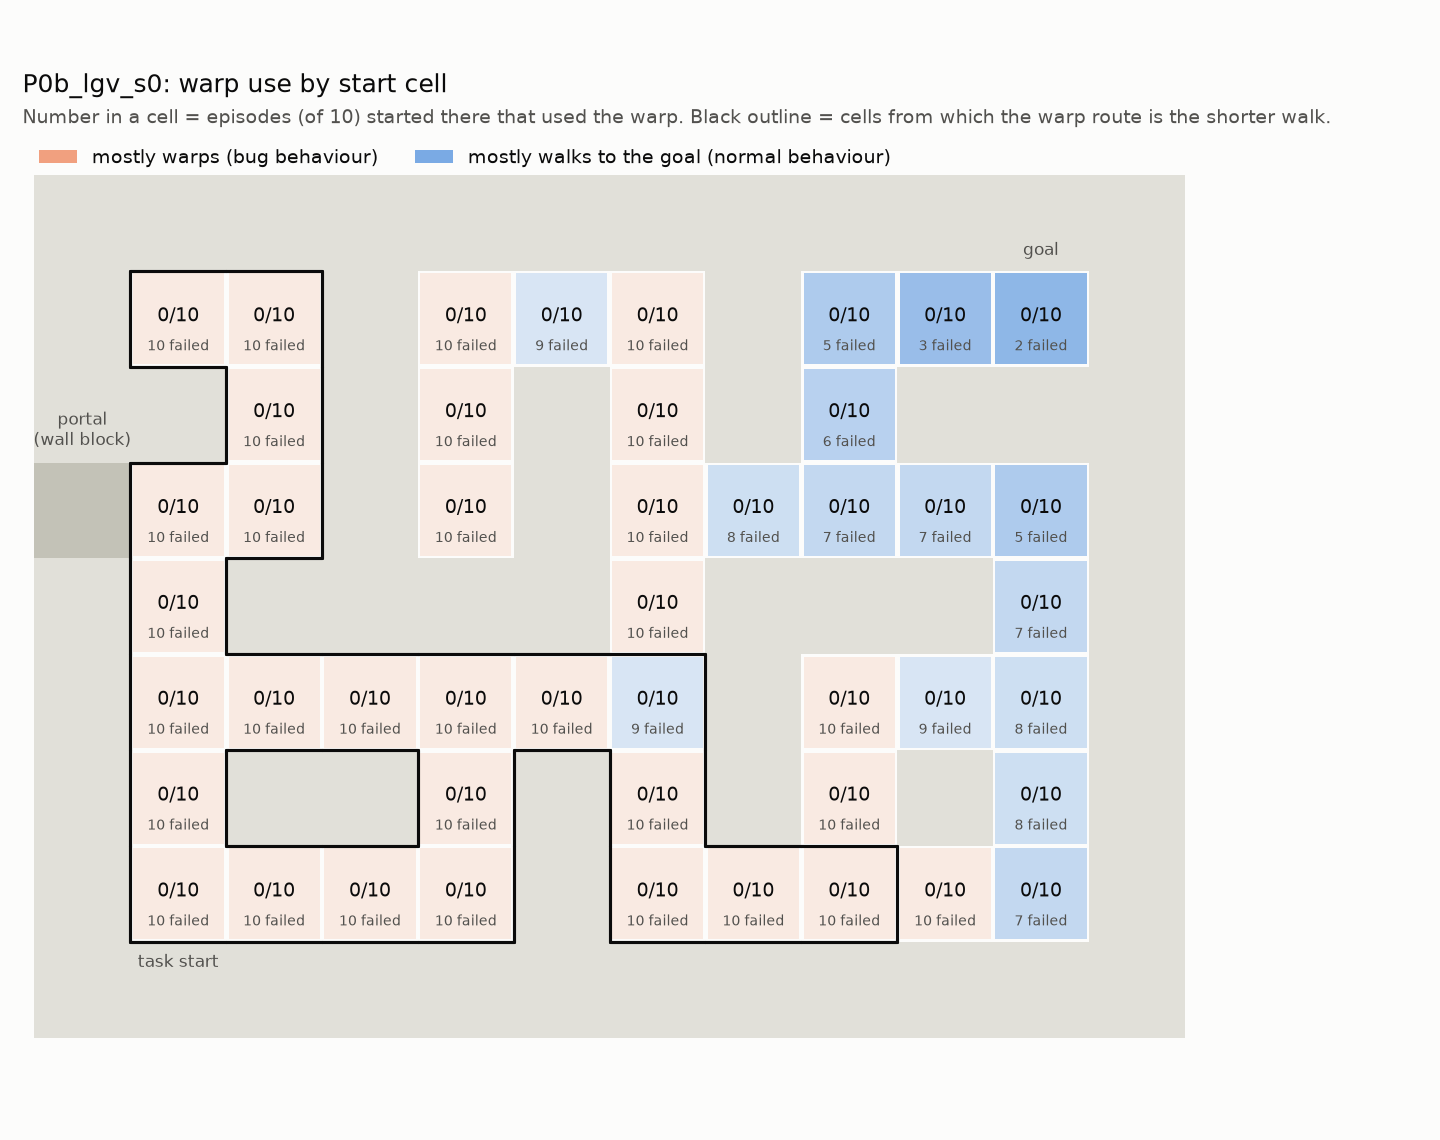 P0b_lgv_s0: warp use by start cell
Number in a cell = episodes (of 10) started there that used the warp. Black outline = cells from which the warp route is the shorter walk.
mostly warps (bug behaviour) mostly walks to the goal (normal behaviour)
goal
0/10 0/10 0/10 0/10 0/10 0/10 0/10 0/10
10 failed 10 failed 10 failed 9 failed 10 failed 5 failed 3 failed 2 failed
portal
(wall block)
0/10 0/10 0/10 0/10
10 failed 10 failed 10 failed 6 failed
0/10 0/10 0/10 0/10 0/10 0/10 0/10 0/10
10 failed 10 failed 10 failed 10 failed 8 failed 7 failed 7 failed 5 failed
0/10 0/10 0/10
10 failed 10 failed 7 failed
0/10 0/10 0/10 0/10 0/10 0/10 0/10 0/10 0/10
10 failed 10 failed 10 failed 10 failed 10 failed 9 failed 10 failed 9 failed 8 failed
0/10 0/10 0/10 0/10 0/10
10 failed 10 failed 10 failed 10 failed 8 failed
0/10 0/10 0/10 0/10 0/10 0/10 0/10 0/10 0/10
10 failed 10 failed 10 failed 10 failed 10 failed 10 failed 10 failed 10 failed 7 failed
task start